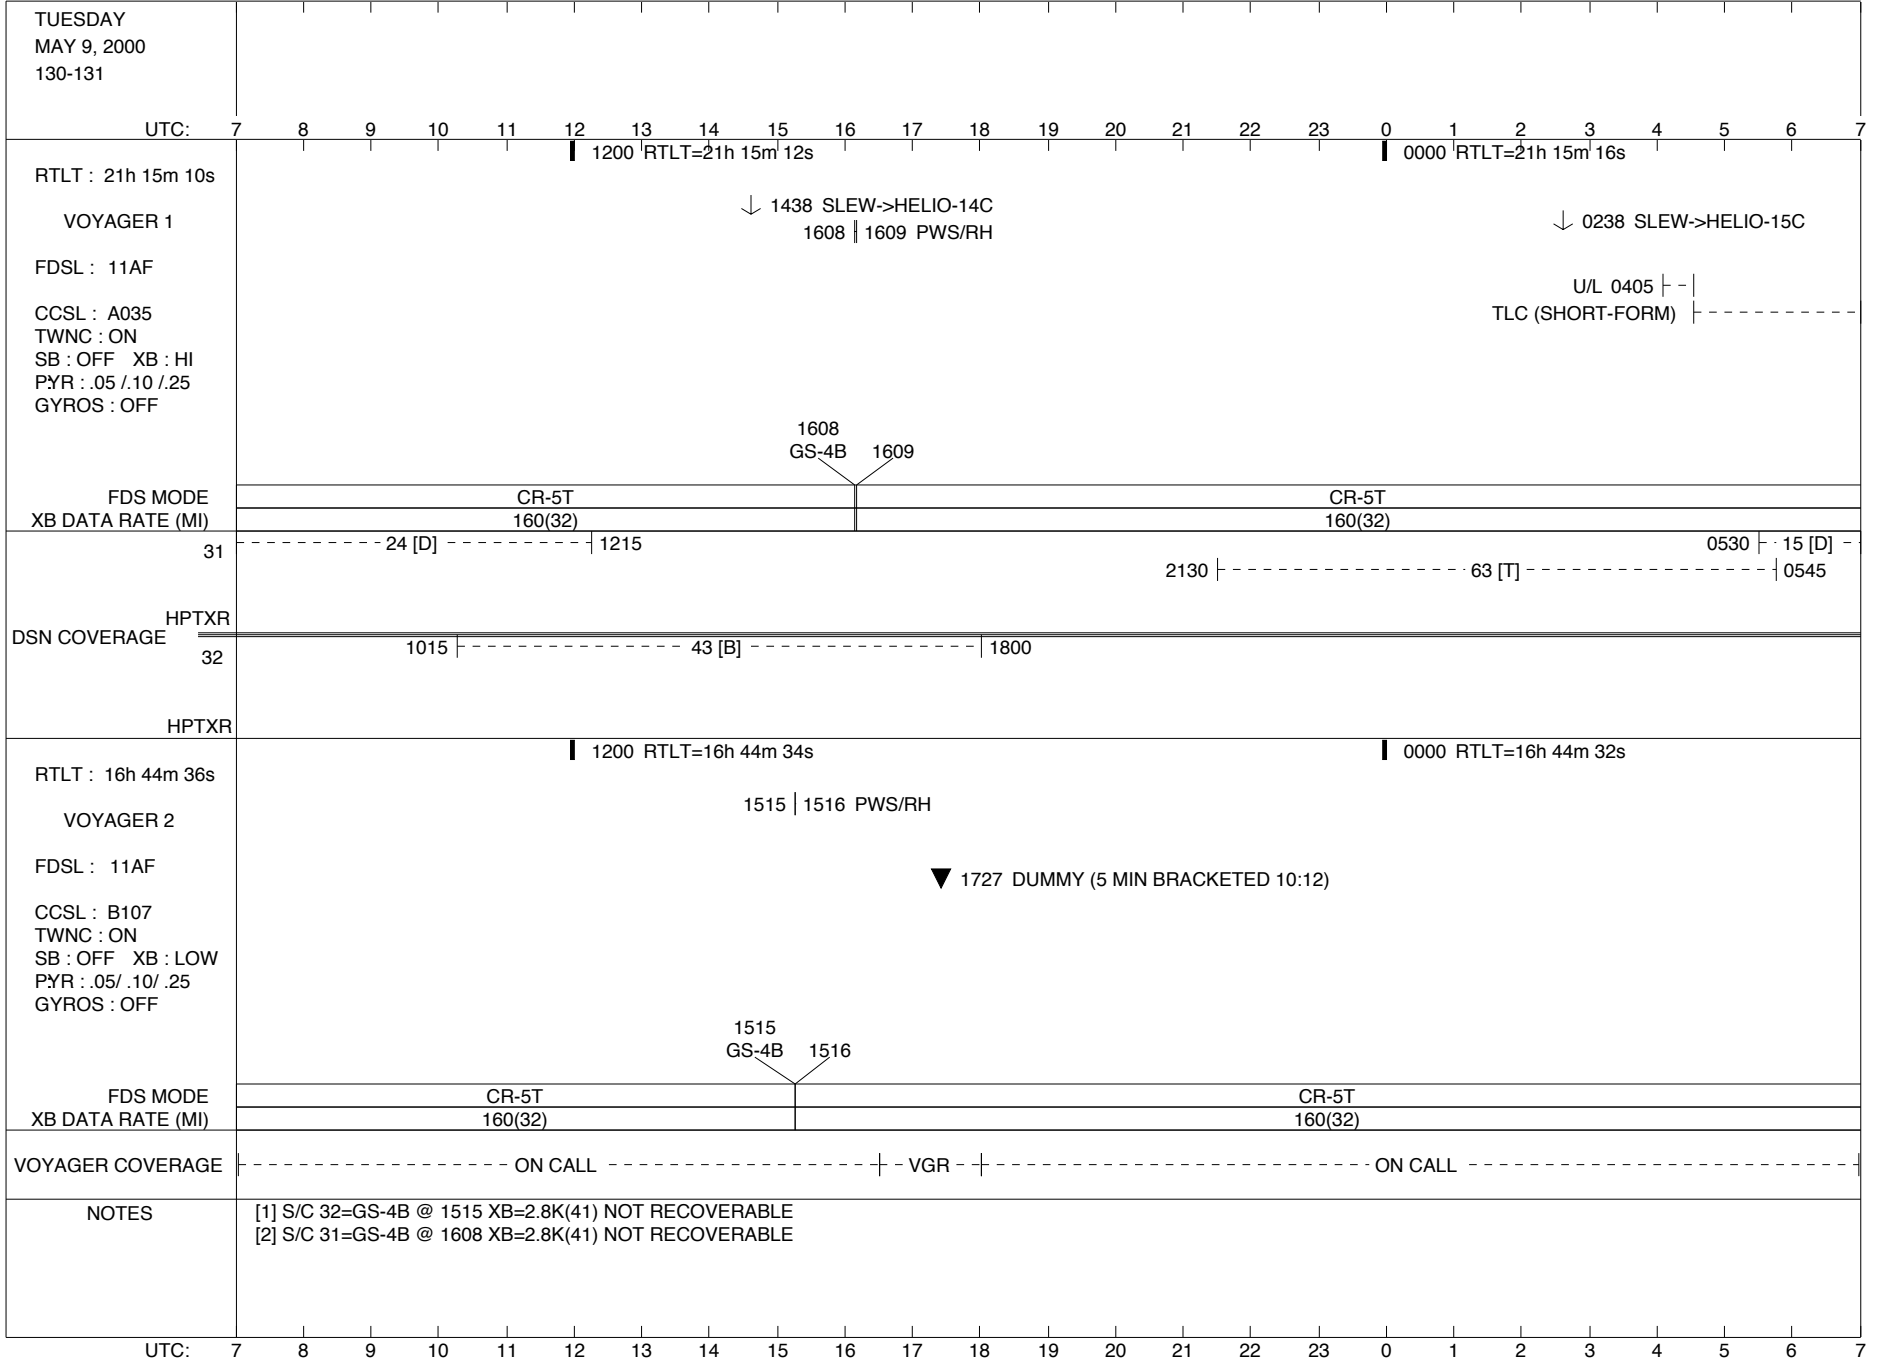 TUESDAY
MAY 9, 2000
130-131
UTC: 7 8 9 10 11 12 13 14 15 16 17 18 19 20 21 22 23 0 1 2 3 4 5 6 7
1200 RTLT=21h 15m 12s 0000 RTLT=21h 15m 16s
RTLT : 21h 15m 10s
1438 SLEW->HELIO-14C
VOYAGER 1 0238 SLEW->HELIO-15C
1608 1609 PWS/RH
FDSL : 11AF
U/L 0405
CCSL : A035 TLC (SHORT-FORM)
TWNC : ON
SB : OFF XB : HI
P:YR : .05 /.10 /.25
GYROS : OFF
1608
GS-4B 1609
FDS MODE CR-5T CR-5T
XB DATA RATE (MI) 160(32) 160(32)
31 24 [D] 1215 0530 15 [D]
2130 63 [T] 0545
HPTXR
DSN COVERAGE
32 1015 43 [B] 1800
HPTXR
1200 RTLT=16h 44m 34s 0000 RTLT=16h 44m 32s
RTLT : 16h 44m 36s
1515 1516 PWS/RH
VOYAGER 2
FDSL : 11AF
1727 DUMMY (5 MIN BRACKETED 10:12)
CCSL : B107
TWNC : ON
SB : OFF XB : LOW
P:YR : .05/ .10/ .25
GYROS : OFF
1515
GS-4B 1516
FDS MODE CR-5T CR-5T
XB DATA RATE (MI) 160(32) 160(32)
VOYAGER COVERAGE ON CALL VGR ON CALL
NOTES [1] S/C 32=GS-4B @ 1515 XB=2.8K(41) NOT RECOVERABLE
[2] S/C 31=GS-4B @ 1608 XB=2.8K(41) NOT RECOVERABLE
UTC: 7 8 9 10 11 12 13 14 15 16 17 18 19 20 21 22 23 0 1 2 3 4 5 6 7